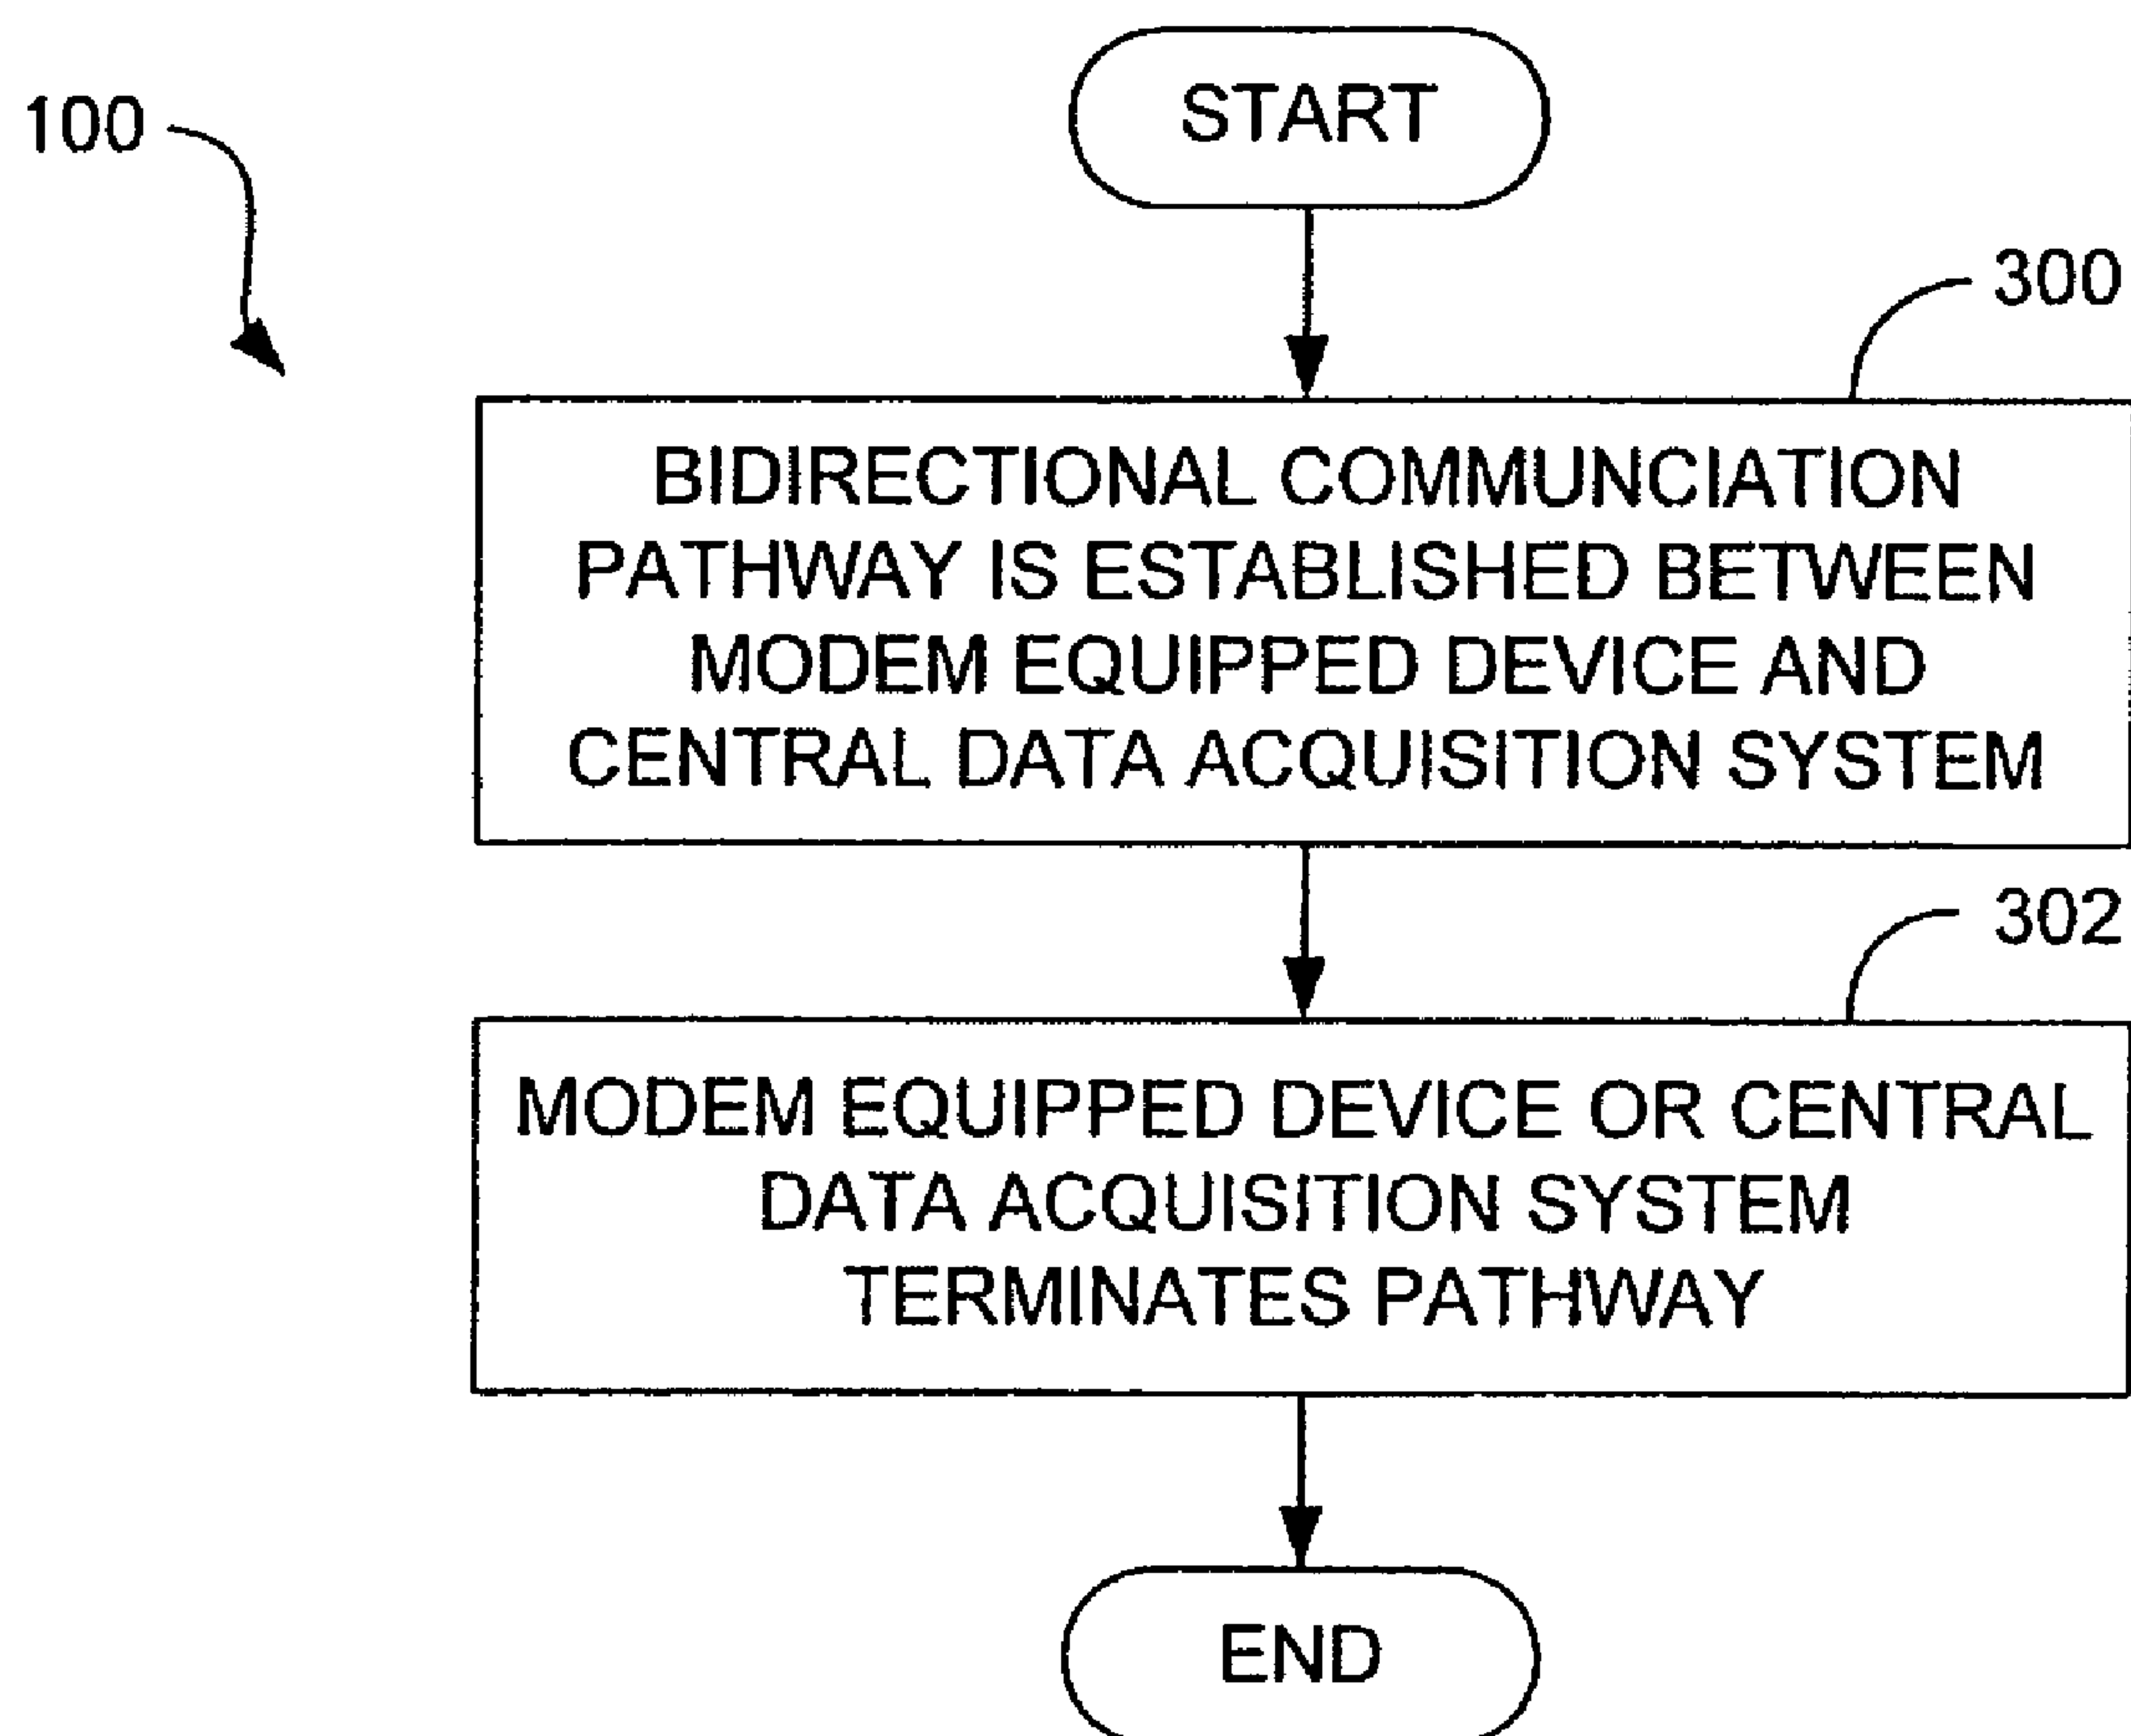 START
100
300
BIDIRECTIONAL COMMUNCIATION
PATHWAY IS ESTABLISHED BETWEEN
MODEM EQUIPPED DEVICE AND
CENTRAL DATA ACQUISITION SYSTEM
302
MODEM EQUIPPED DEVICE OR CENTRAL
DATA ACQUISITION SYSTEM
TERMINATES PATHWAY
END